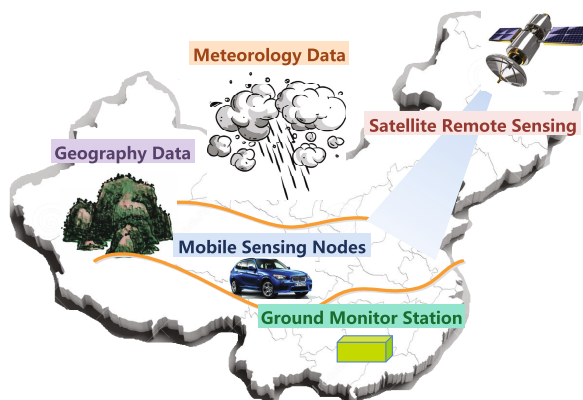 Meteorology Data
Satellite Remote Sensing
Geography Data
Mobile Sensing Nodes
Ground Monitor Station